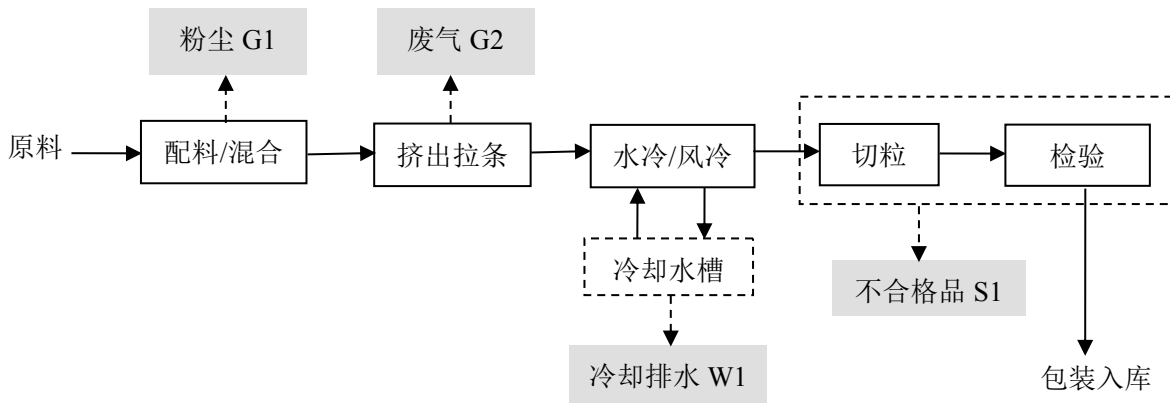 粉尘 G1
废气 G2
原料
配料/混合
挤出拉条
水冷/风冷
切粒
检验
冷却水槽
不合格品 S1
冷却排水 W1
包装入库